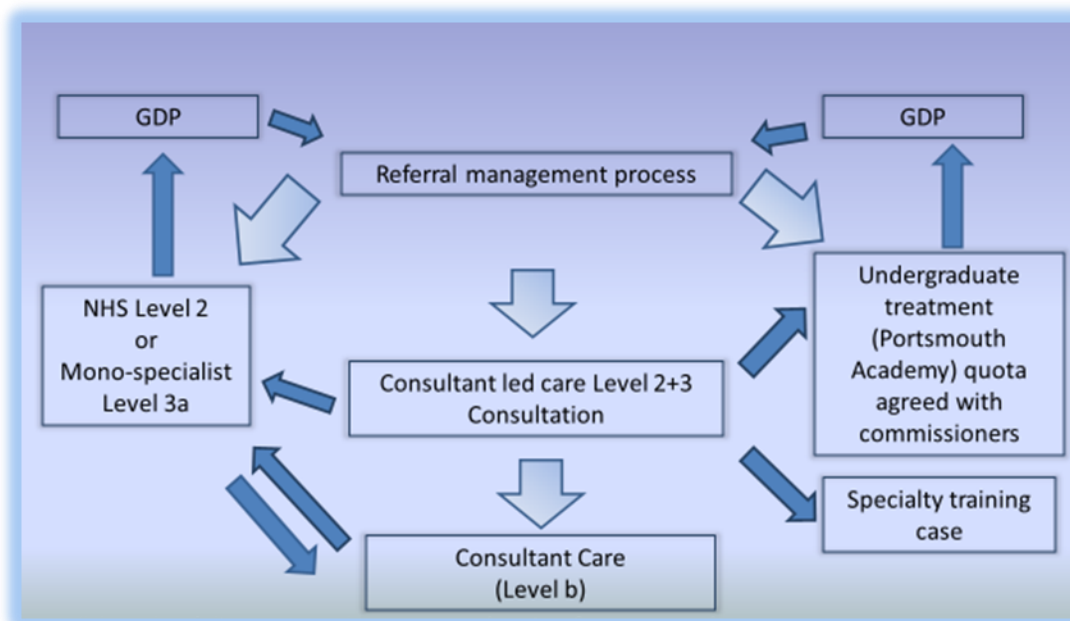 GDP
GDP
Referral management process
NHS Level 2
or
Mono-specialist
Level 3a
Consultant led care Level 2+3
Consultation
Undergraduate
treatment
(Portsmouth
Academy) quota
agreed with
commissioners
Specialty training
case
Consultant Care
(Level b)